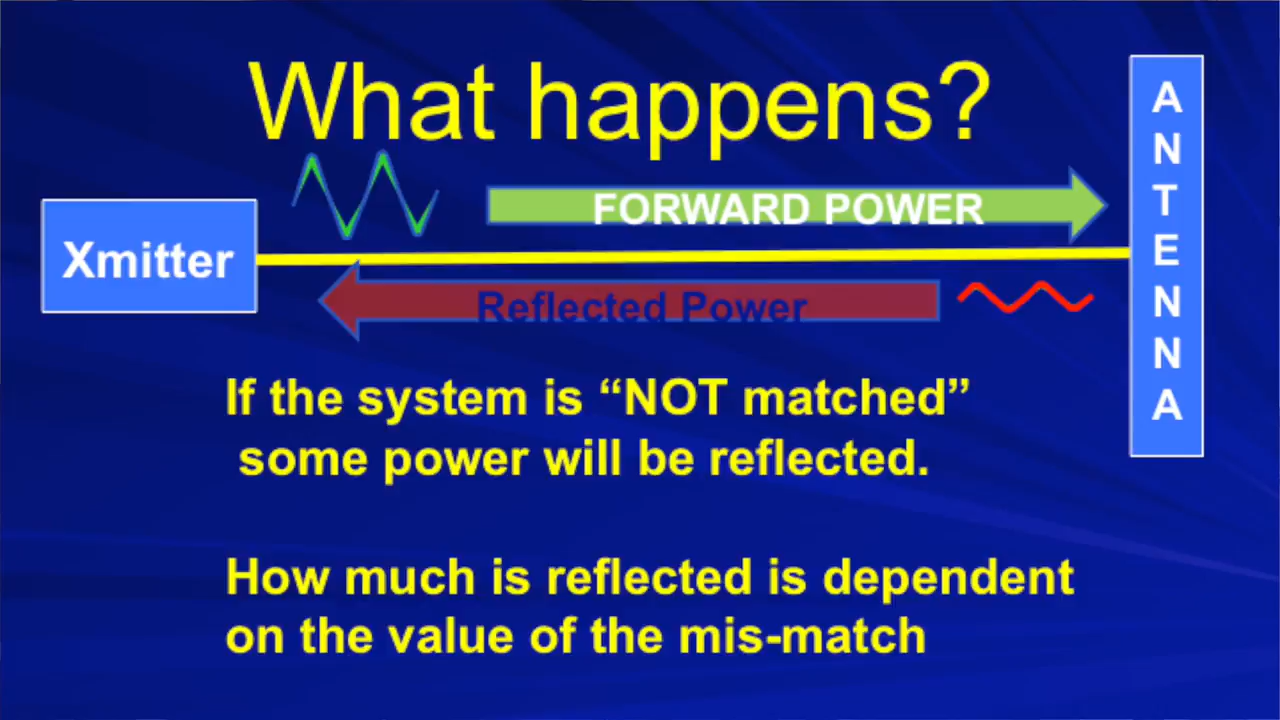 What happens?
FORWARD POWER
Xmitter
Reflected Power
ANTENNA
If the system is “NOT matched”
some power will be reflected.
How much is reflected is dependent
on the value of the mis-match